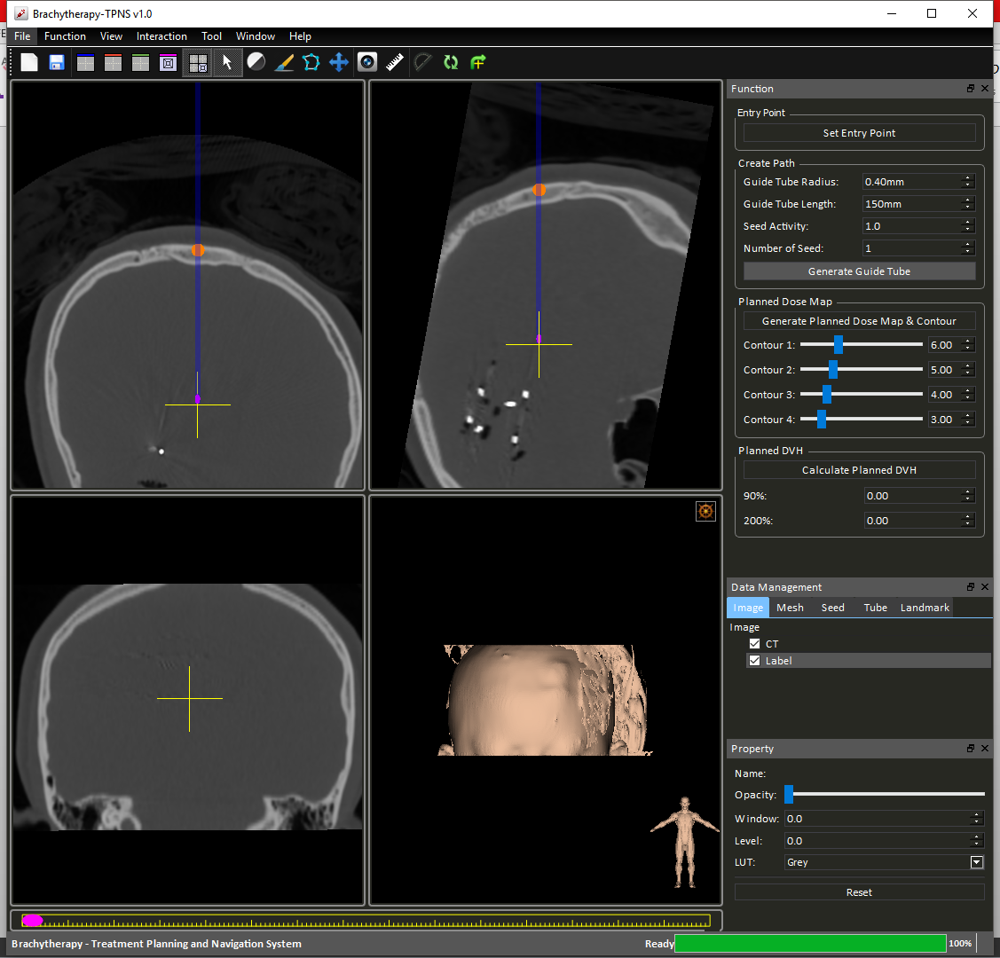 Brachytherapy-TPNS v1.0
File Function View Interaction Tool Window Help
Function
Entry Point
Set Entry Point
Create Path
Guide Tube Radius: 0.40mm
Guide Tube Length: 150mm
Seed Activity: 1.0
Number of Seed: 1
Generate Guide Tube
Planned Dose Map
Generate Planned Dose Map & Contour
Contour 1: 6.00
Contour 2: 5.00
Contour 3: 4.00
Contour 4: 3.00
Planned DVH
Calculate Planned DVH
90%: 0.00
200%: 0.00
Data Management
Image Mesh Seed Tube Landmark
Image
CT
Label
Property
Name:
Opacity:
Window: 0.0
Level: 0.0
LUT: Grey
Reset
Brachytherapy - Treatment Planning and Navigation System Ready 100%